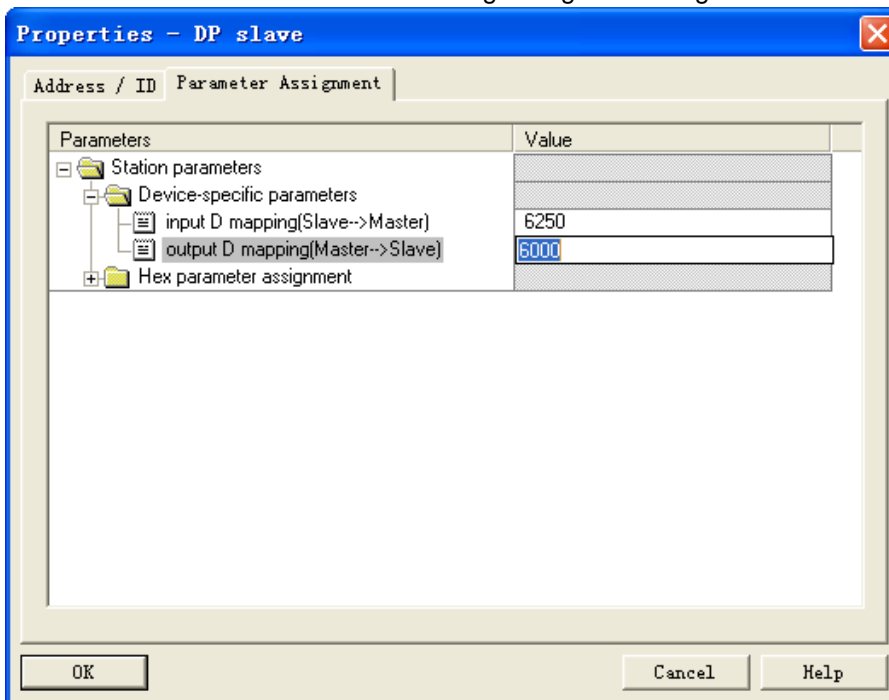 Properties - DP slave
Address / ID Parameter Assignment
Parameters Value
Station parameters
Device-specific parameters
input D mapping(Slave-->Master) 6250
output D mapping(Master-->Slave) 6000
Hex parameter assignment
OK Cancel Help